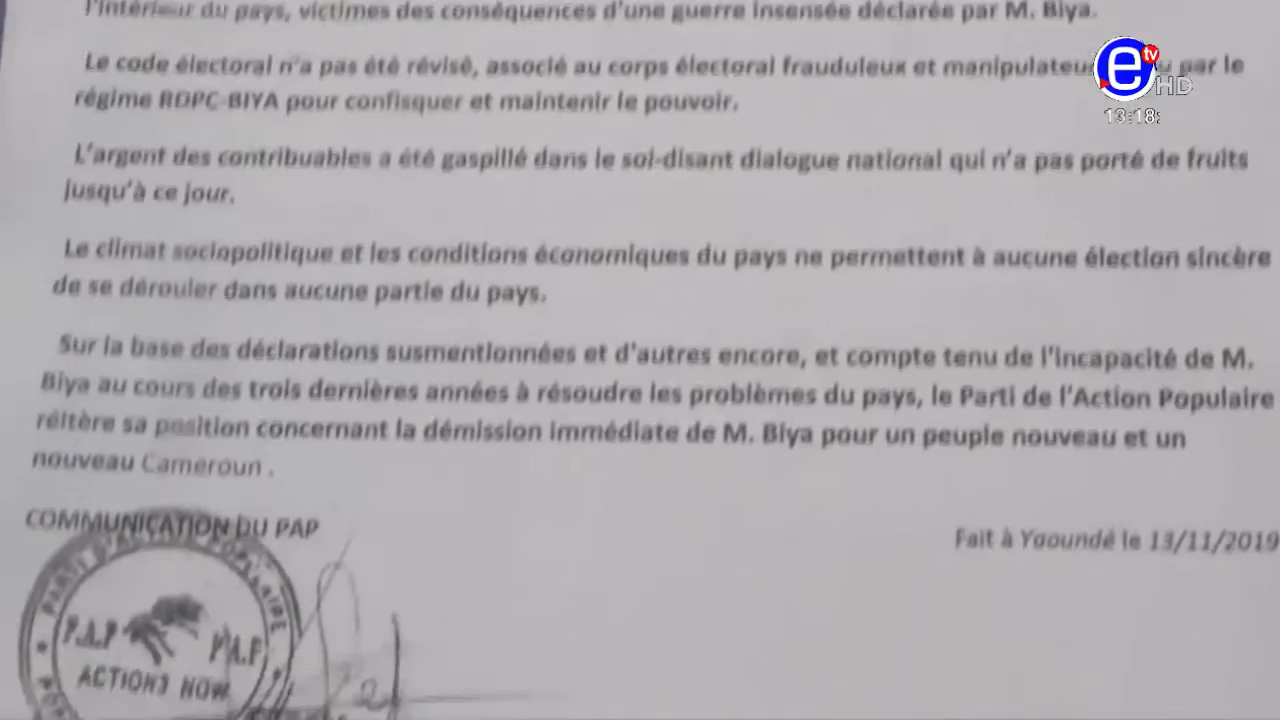 l'intérieur du pays, victimes des conséquences d'une guerre insensée déclarée par M. Biya.
Le code électoral n'a pas été révisé, associé au corps électoral frauduleux et manipulateur par le
régime RDPC-BIYA pour confisquer et maintenir le pouvoir.
L'argent des contribuables a été gaspillé dans le soi-disant dialogue national qui n'a pas porté de fruits
jusqu'à ce jour.
Le climat sociopolitique et les conditions économiques du pays ne permettent à aucune élection sincère
de se dérouler dans aucune partie du pays.
Sur la base des déclarations susmentionnées et d'autres encore, et compte tenu de l'incapacité de M.
Biya au cours des trois dernières années à résoudre les problèmes du pays, le Parti de l'Action Populaire
réitère sa position concernant la démission immédiate de M. Biya pour un peuple nouveau et un
nouveau Cameroun .
COMMUNICATION DU PAP
Fait à Yaoundé le 13/11/2019
PARTI D'ACTION POPULAIRE
P.A.P P.A.P
ACTIONS NOW
e tv HD
13:18: